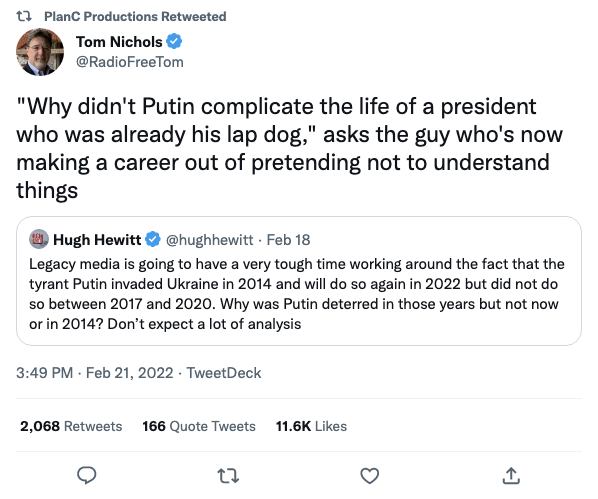 PlanC Productions Retweeted
Tom Nichols
@RadioFreeTom
"Why didn't Putin complicate the life of a president
who was already his lap dog," asks the guy who's now
making a career out of pretending not to understand
things
Hugh Hewitt @hughhewitt · Feb 18
Legacy media is going to have a very tough time working around the fact that the
tyrant Putin invaded Ukraine in 2014 and will do so again in 2022 but did not do
so between 2017 and 2020. Why was Putin deterred in those years but not now
or in 2014? Don't expect a lot of analysis
3:49 PM · Feb 21, 2022 · TweetDeck
2,068 Retweets 166 Quote Tweets 11.6K Likes